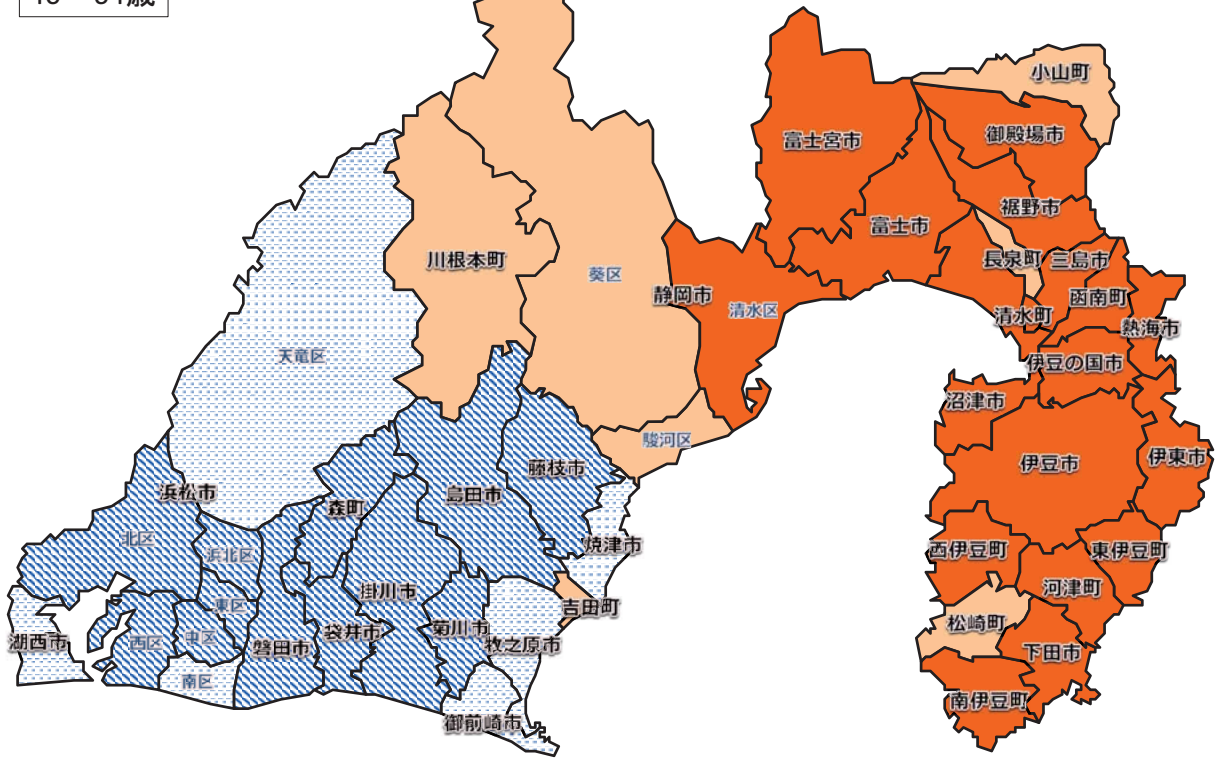 小山町
御殿場市
富士宮市
裾野市
富士市
川根本町
葵区
長泉町
三島市
静岡市
清水区
函南町
清水町
熱海市
天竜区
伊豆の国市
沼津市
駿河区
藤枝市
伊豆市
伊東市
浜松市
島田市
森町
北区
浜北区
焼津市
西伊豆町
東伊豆町
掛川市
河津町
東区
吉田町
松崎町
袋井市
菊川市
湖西市
西区
中区
磐田市
牧之原市
下田市
南区
南伊豆町
御前崎市